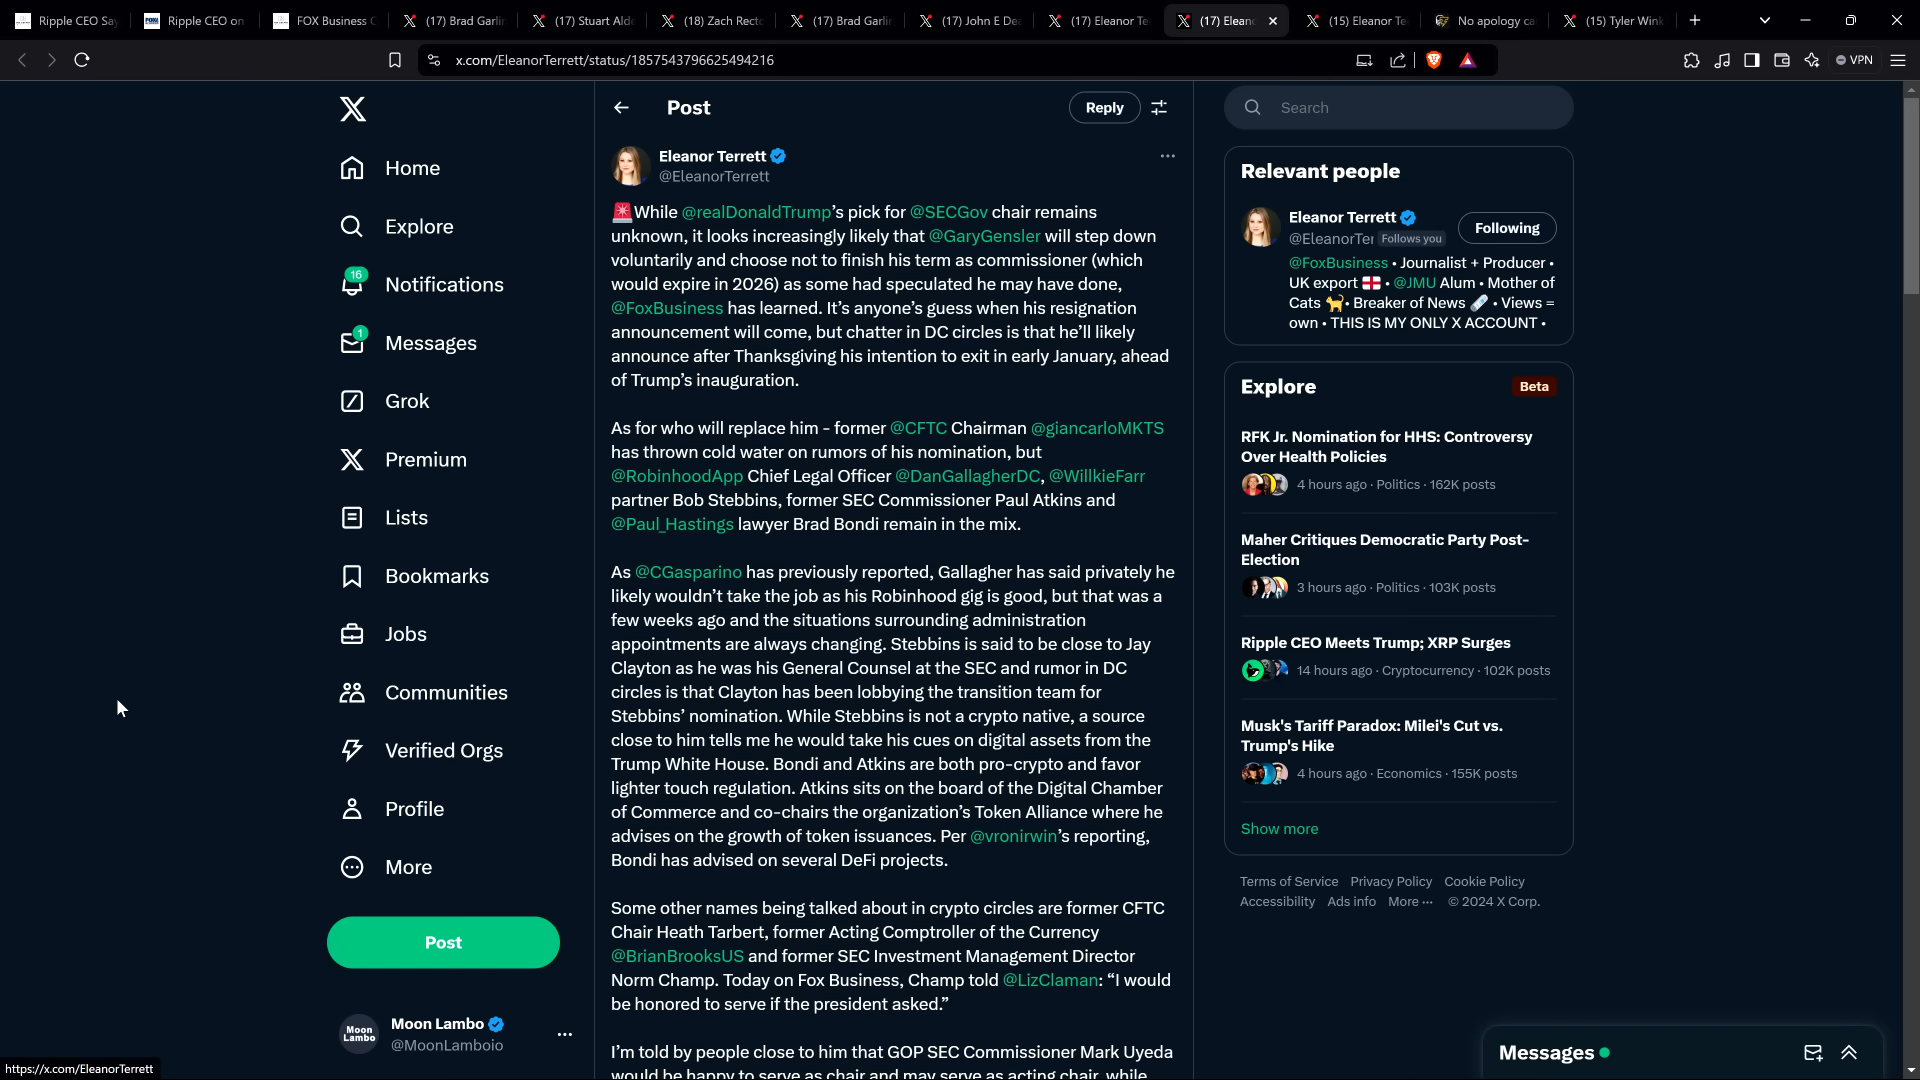 Ripple CEO Say
Ripple CEO on
FOX Business C
(17) Brad Garlin
(17) Stuart Alde
(18) Zach Recto
(17) Brad Garlin
(17) John E Dea
(17) Eleanor Te
(17) Elean
(15) Eleanor Te
No apology ca
(15) Tyler Wink
x.com/EleanorTerrett/status/1857543796625494216
VPN
Home
Explore
16
Notifications
1
Messages
Grok
Premium
Lists
Bookmarks
Jobs
Communities
Verified Orgs
Profile
More
Post
Moon Lambo
Moon Lambo
@MoonLamboio
https://x.com/EleanorTerrett
Post
Reply
Eleanor Terrett
@EleanorTerrett
While @realDonaldTrump’s pick for @SECGov chair remains
unknown, it looks increasingly likely that @GaryGensler will step down
voluntarily and choose not to finish his term as commissioner (which
would expire in 2026) as some had speculated he may have done,
@FoxBusiness has learned. It’s anyone’s guess when his resignation
announcement will come, but chatter in DC circles is that he’ll likely
announce after Thanksgiving his intention to exit in early January, ahead
of Trump’s inauguration.
As for who will replace him - former @CFTC Chairman @giancarloMKTS
has thrown cold water on rumors of his nomination, but
@RobinhoodApp Chief Legal Officer @DanGallagherDC, @WillkieFarr
partner Bob Stebbins, former SEC Commissioner Paul Atkins and
@Paul_Hastings lawyer Brad Bondi remain in the mix.
As @CGasparino has previously reported, Gallagher has said privately he
likely wouldn’t take the job as his Robinhood gig is good, but that was a
few weeks ago and the situations surrounding administration
appointments are always changing. Stebbins is said to be close to Jay
Clayton as he was his General Counsel at the SEC and rumor in DC
circles is that Clayton has been lobbying the transition team for
Stebbins’ nomination. While Stebbins is not a crypto native, a source
close to him tells me he would take his cues on digital assets from the
Trump White House. Bondi and Atkins are both pro-crypto and favor
lighter touch regulation. Atkins sits on the board of the Digital Chamber
of Commerce and co-chairs the organization’s Token Alliance where he
advises on the growth of token issuances. Per @vronirwin’s reporting,
Bondi has advised on several DeFi projects.
Some other names being talked about in crypto circles are former CFTC
Chair Heath Tarbert, former Acting Comptroller of the Currency
@BrianBrooksUS and former SEC Investment Management Director
Norm Champ. Today on Fox Business, Champ told @LizClaman: “I would
be honored to serve if the president asked.”
I’m told by people close to him that GOP SEC Commissioner Mark Uyeda
would be happy to serve as chair and may serve as acting chair, while
Search
Relevant people
Eleanor Terrett
@EleanorTer Follows you
Following
@FoxBusiness • Journalist + Producer •
UK export • @JMU Alum • Mother of
Cats • Breaker of News • Views =
own • THIS IS MY ONLY X ACCOUNT •
Explore
Beta
RFK Jr. Nomination for HHS: Controversy
Over Health Policies
4 hours ago · Politics · 162K posts
Maher Critiques Democratic Party Post-
Election
3 hours ago · Politics · 103K posts
Ripple CEO Meets Trump; XRP Surges
14 hours ago · Cryptocurrency · 102K posts
Musk's Tariff Paradox: Milei's Cut vs.
Trump's Hike
4 hours ago · Economics · 155K posts
Show more
Terms of Service Privacy Policy Cookie Policy
Accessibility Ads info More ··· © 2024 X Corp.
Messages